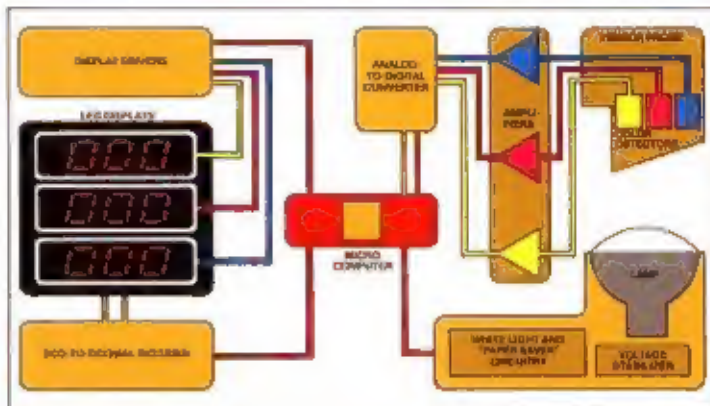 DISPLAY DRIVERS
LED DISPLAYS
ANALOG-
TO-DIGITAL
CONVERTER
AMPLI-
FIERS
COLOR
DETECTORS
MICRO
COMPUTER
LAMP
BCD-TO-DECIMAL DECODER
WHITE LIGHT AND
"PAPER SAVER"
CIRCUITRY
VOLTAGE
STABILIZER